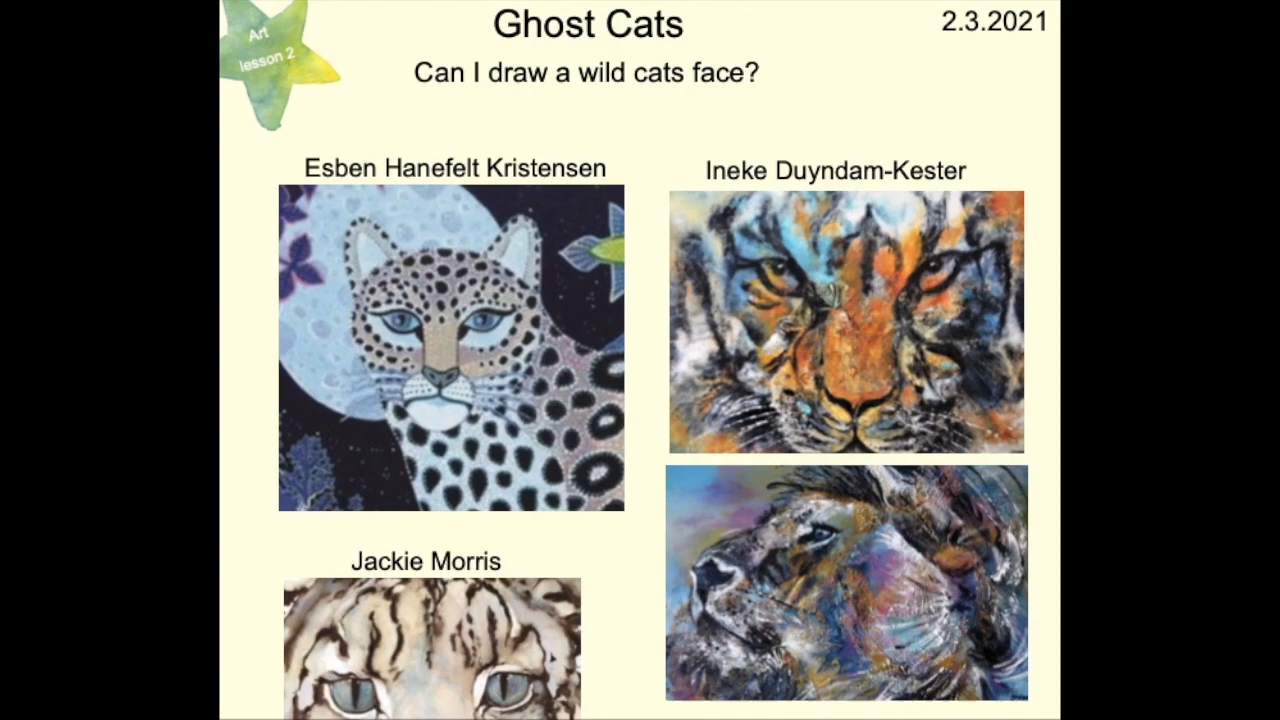 Art
lesson 2
Ghost Cats
2.3.2021
Can I draw a wild cats face?
Esben Hanefelt Kristensen
Ineke Duyndam-Kester
Jackie Morris